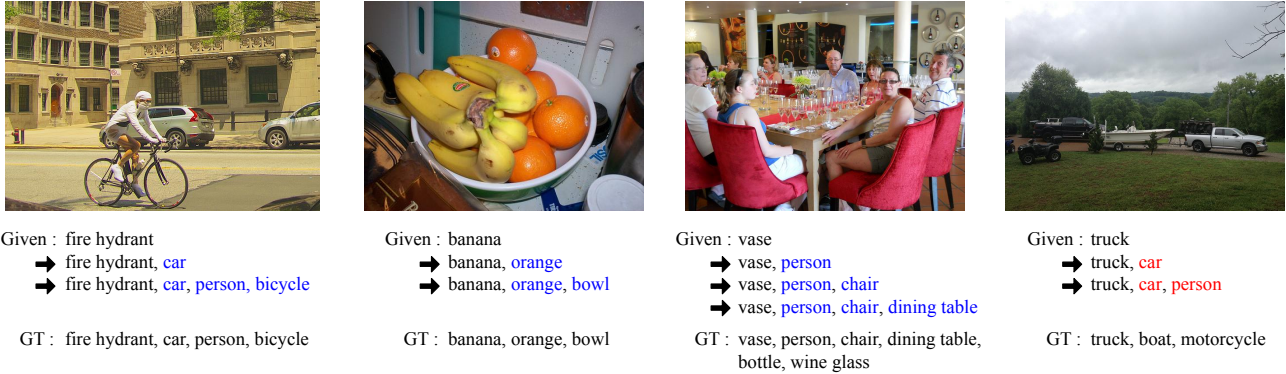 Given : fire hydrant
➔ fire hydrant, car
➔ fire hydrant, car, person, bicycle
GT : fire hydrant, car, person, bicycle
Given : banana
➔ banana, orange
➔ banana, orange, bowl
GT : banana, orange, bowl
Given : vase
➔ vase, person
➔ vase, person, chair
➔ vase, person, chair, dining table
GT : vase, person, chair, dining table,
bottle, wine glass
Given : truck
➔ truck, car
➔ truck, car, person
GT : truck, boat, motorcycle